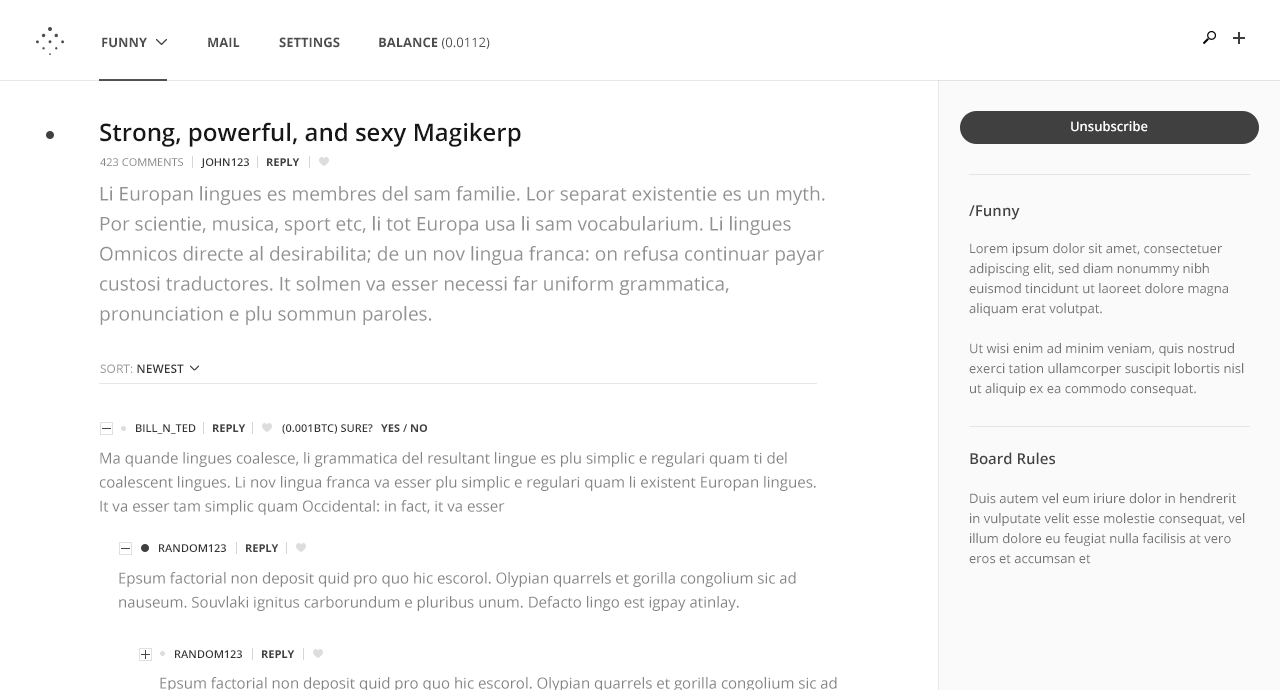 FUNNY MAIL SETTINGS BALANCE (0.0112)
Strong, powerful, and sexy Magikerp
423 COMMENTS JOHN123 REPLY
Li Europan lingues es membres del sam familie. Lor separat existentie es un myth.
Por scientie, musica, sport etc, li tot Europa usa li sam vocabularium. Li lingues
Omnicos directe al desirabilita; de un nov lingua franca: on refusa continuar payar
custosi traductores. It solmen va esser necessi far uniform grammatica,
pronunciation e plu sommun paroles.
SORT: NEWEST
BILL_N_TED REPLY (0.001BTC) SURE? YES / NO
Ma quande lingues coalesce, li grammatica del resultant lingue es plu simplic e regulari quam ti del
coalescent lingues. Li nov lingua franca va esser plu simplic e regulari quam li existent Europan lingues.
It va esser tam simplic quam Occidental: in fact, it va esser
RANDOM123 REPLY
Epsum factorial non deposit quid pro quo hic escorol. Olypian quarrels et gorilla congolium sic ad
nauseum. Souvlaki ignitus carborundum e pluribus unum. Defacto lingo est igpay atinlay.
RANDOM123 REPLY
Epsum factorial non deposit quid pro quo hic escorol. Olypian quarrels et gorilla congolium sic ad
Unsubscribe
/Funny
Lorem ipsum dolor sit amet, consectetuer
adipiscing elit, sed diam nonummy nibh
euismod tincidunt ut laoreet dolore magna
aliquam erat volutpat.
Ut wisi enim ad minim veniam, quis nostrud
exerci tation ullamcorper suscipit lobortis nisl
ut aliquip ex ea commodo consequat.
Board Rules
Duis autem vel eum iriure dolor in hendrerit
in vulputate velit esse molestie consequat, vel
illum dolore eu feugiat nulla facilisis at vero
eros et accumsan et